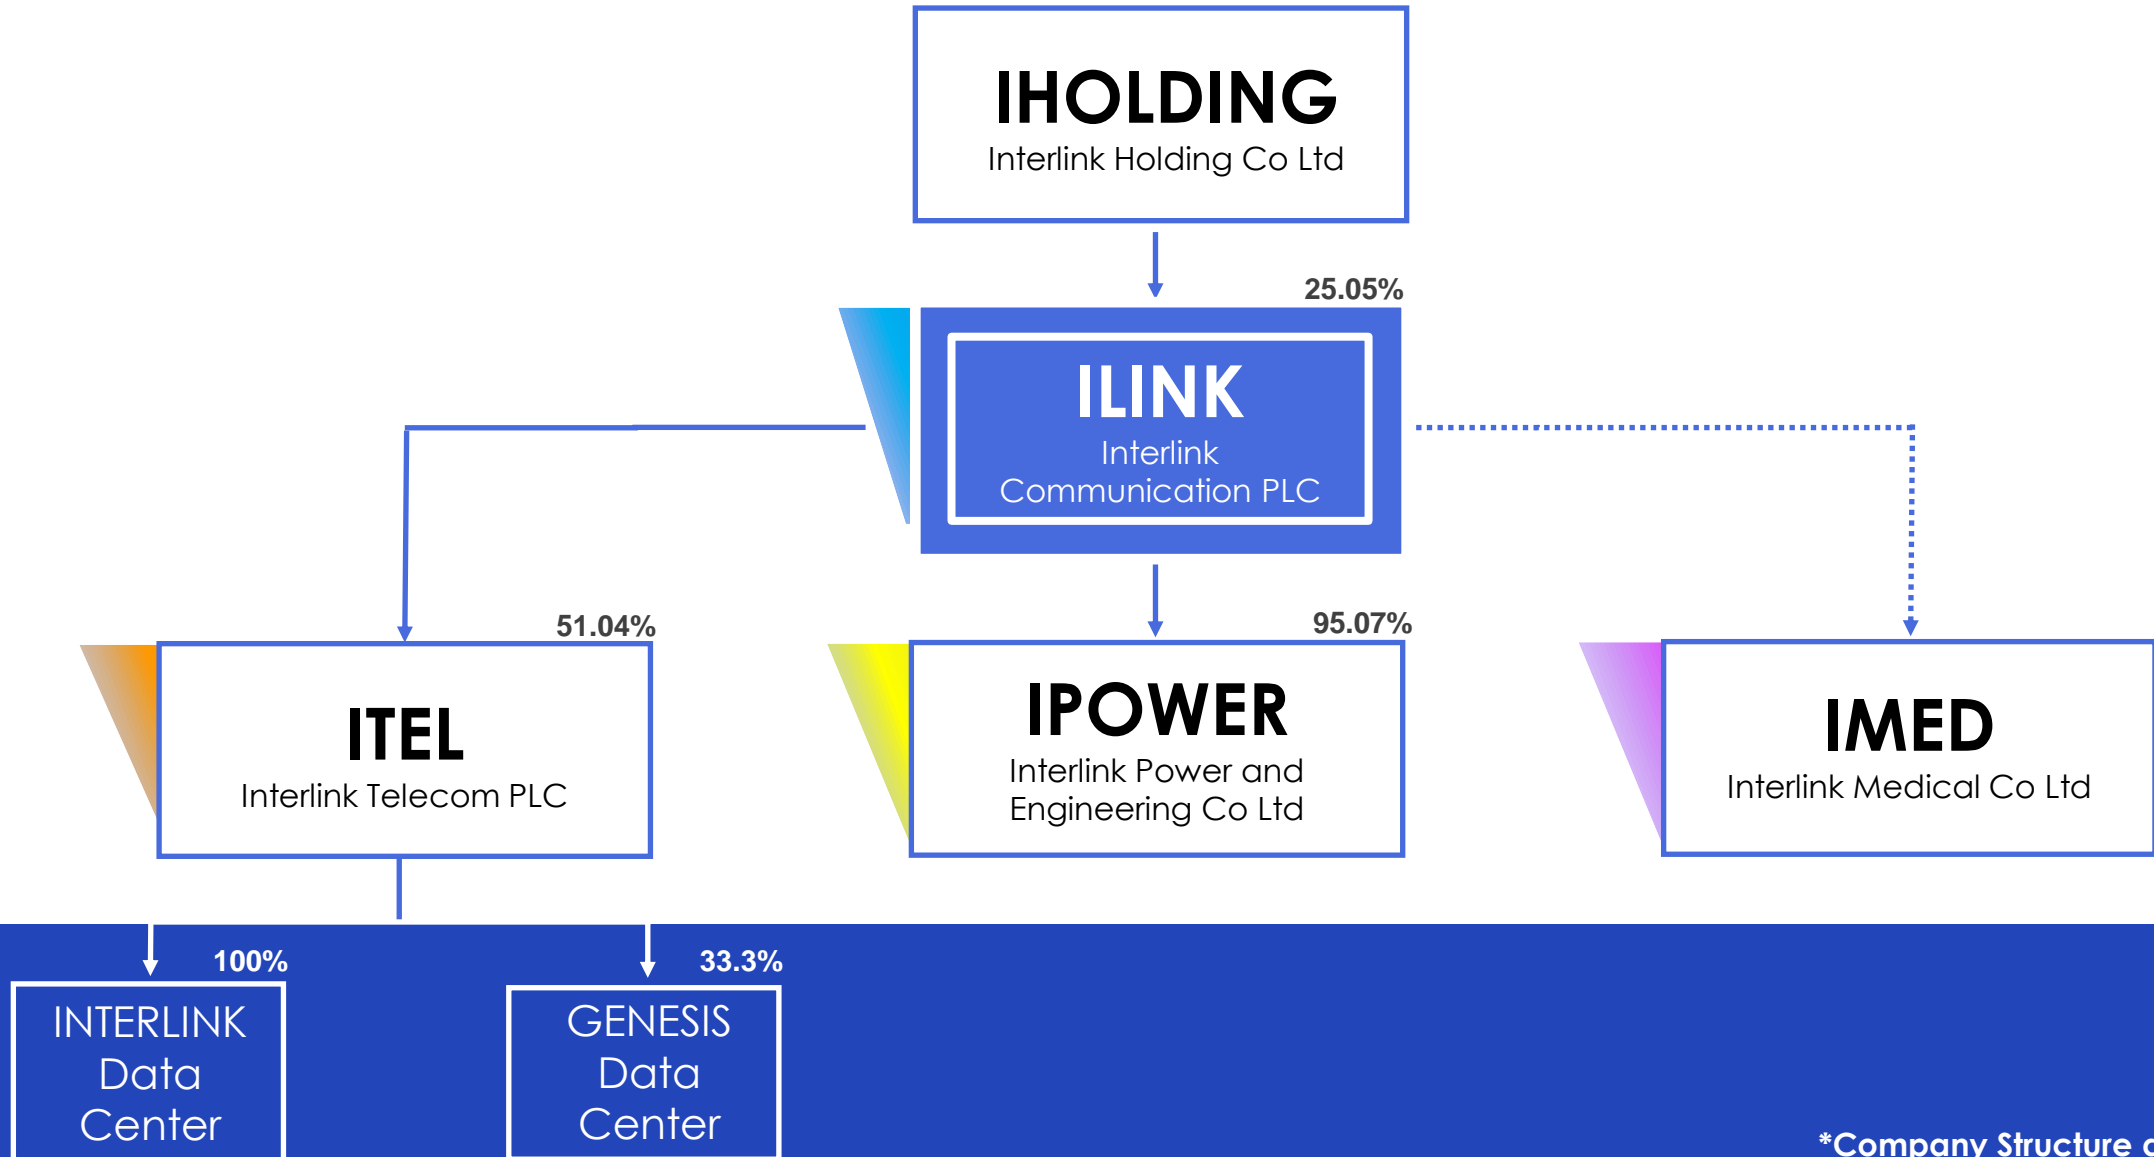 IHOLDING
Interlink Holding Co Ltd
25.05%
ILINK
Interlink
Communication PLC
51.04%
95.07%
ITEL
Interlink Telecom PLC
IPOWER
Interlink Power and
Engineering Co Ltd
IMED
Interlink Medical Co Ltd
100%
33.3%
INTERLINK
Data
Center
GENESIS
Data
Center
*Company Structure